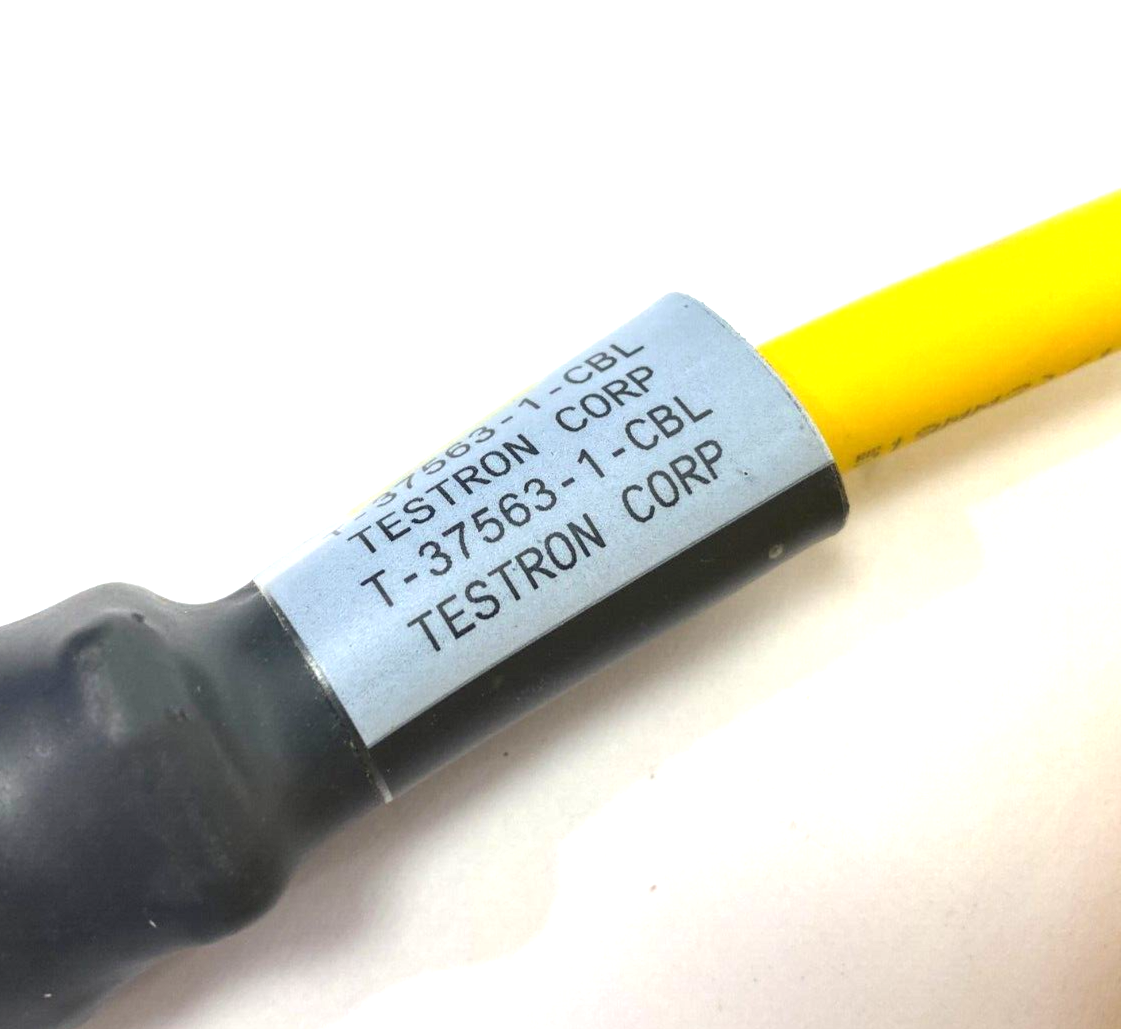 -37563-1-CBL
TESTRON CORP
T-37563-1-CBL
TESTRON CORP